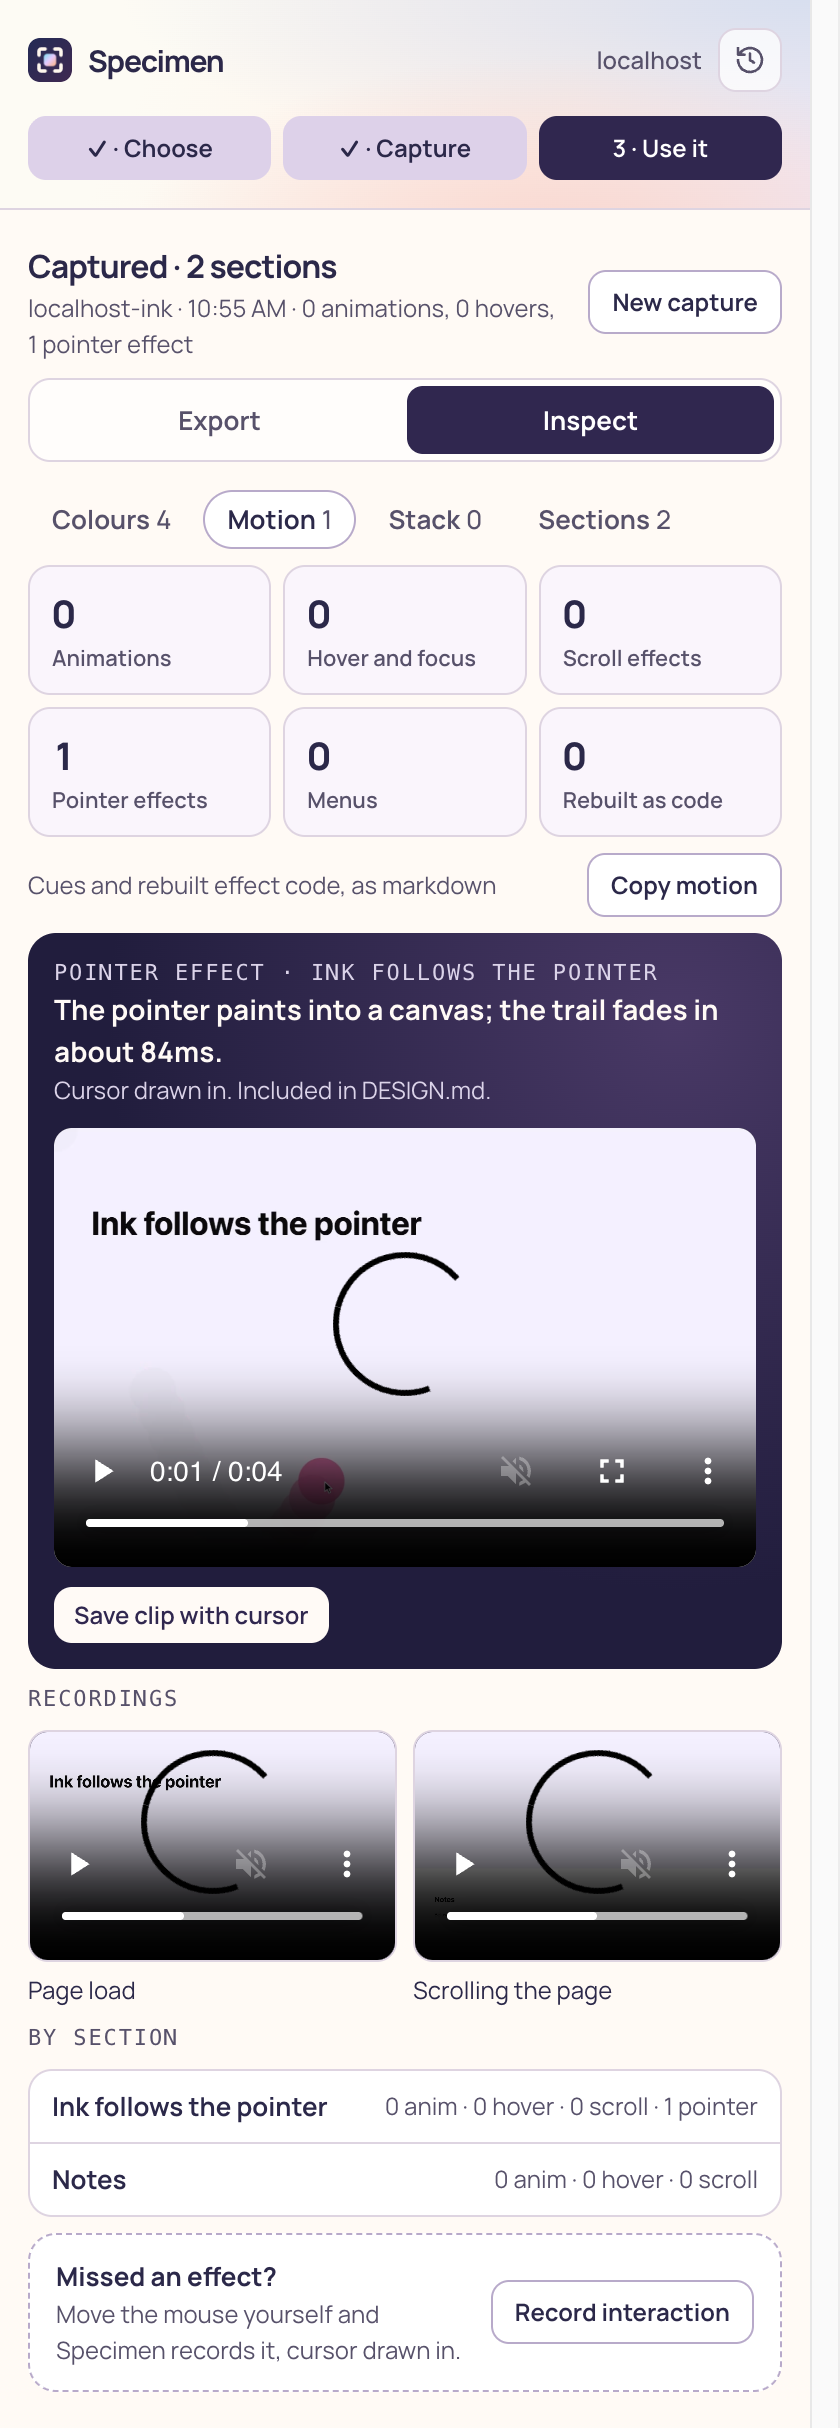 Specimen
localhost
✓ · Choose
✓ · Capture
3 · Use it
Captured · 2 sections
localhost-ink · 10:55 AM · 0 animations, 0 hovers,
1 pointer effect
New capture
Export
Inspect
Colours 4
Motion 1
Stack 0
Sections 2
0
Animations
0
Hover and focus
0
Scroll effects
1
Pointer effects
0
Menus
0
Rebuilt as code
Cues and rebuilt effect code, as markdown
Copy motion
POINTER EFFECT · INK FOLLOWS THE POINTER
The pointer paints into a canvas; the trail fades in
about 84ms.
Cursor drawn in. Included in DESIGN.md.
Ink follows the pointer
0:01 / 0:04
Save clip with cursor
RECORDINGS
Ink follows the pointer
Notes
Page load
Scrolling the page
BY SECTION
Ink follows the pointer
0 anim · 0 hover · 0 scroll · 1 pointer
Notes
0 anim · 0 hover · 0 scroll
Missed an effect?
Move the mouse yourself and
Specimen records it, cursor drawn in.
Record interaction